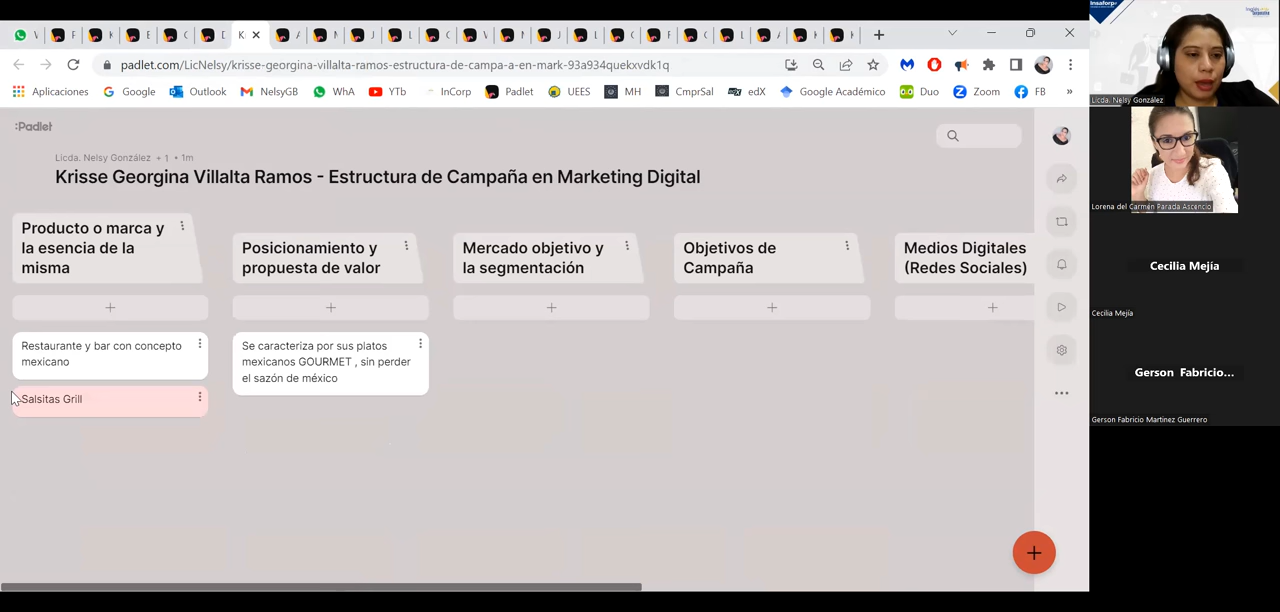 K
padlet.com/LicNelsy/krisse-georgina-villalta-ramos-estructura-de-campa-a-en-mark-93a934quekxvdk1q
Aplicaciones
Google
Outlook
NelsyGB
WhA
YTb
InCorp
Padlet
UEES
MH
CmprSal
edX
Google Académico
Duo
Zoom
FB
»
:Padlet
Licda. Nelsy González + 1 • 1m
Krisse Georgina Villalta Ramos - Estructura de Campaña en Marketing Digital
Producto o marca y
la esencia de la
misma
Restaurante y bar con concepto
mexicano
Salsitas Grill
Posicionamiento y
propuesta de valor
Se caracteriza por sus platos
mexicanos GOURMET , sin perder
el sazón de méxico
Mercado objetivo y
la segmentación
Objetivos de
Campaña
Medios Digitales
(Redes Sociales)
Insaforp
Licda. Nelsy González
Lorena del Carmen Parada Ascencio
Cecilia Mejía
Cecilia Mejía
Gerson Fabricio...
Gerson Fabricio Martínez Guerrero